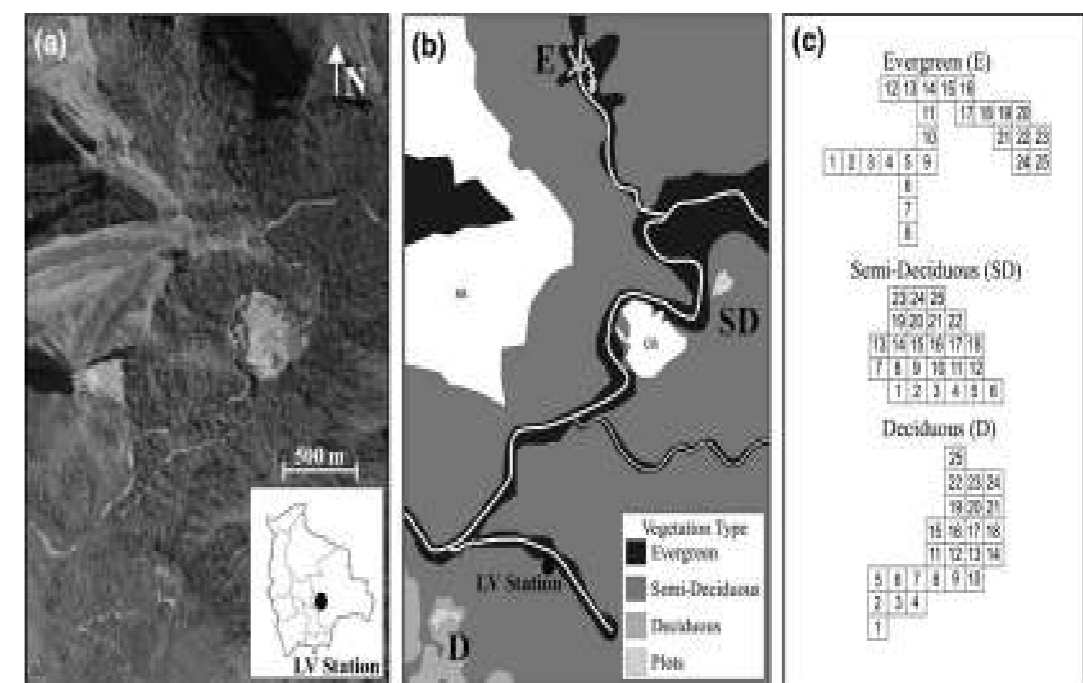 (a)
N
500 m
LV Station
(b)
E
SD
LV Station
D
Vegetation Type
Evergreen
Semi-Deciduous
Deciduous
Plots
(c)
Evergreen (E)
12 13 14 15 16
11 17 18 19 20
10 21 22 23
1 2 3 4 5 9 24 25
6
7
8
Semi-Deciduous (SD)
23 24 25
19 20 21 22
13 14 15 16 17 18
7 8 9 10 11 12
1 2 3 4 5 6
Deciduous (D)
25
22 23 24
19 20 21
15 16 17 18
11 12 13 14
5 6 7 8 9 10
2 3 4
1